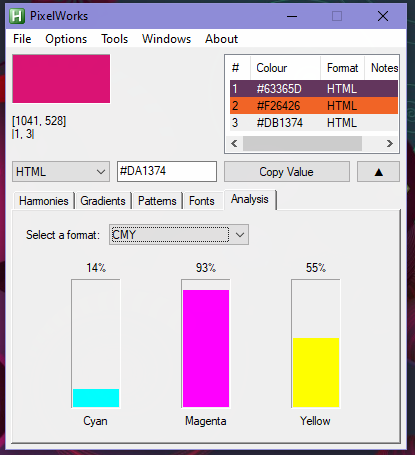 PixelWorks
File Options Tools Windows About
[1041, 528]
|1, 3|
# Colour Format Notes
1 #63365D HTML
2 #F26426 HTML
3 #DB1374 HTML
HTML #DA1374 Copy Value ▲
Harmonies Gradients Patterns Fonts Analysis
Select a format: CMY
14% 93% 55%
Cyan Magenta Yellow